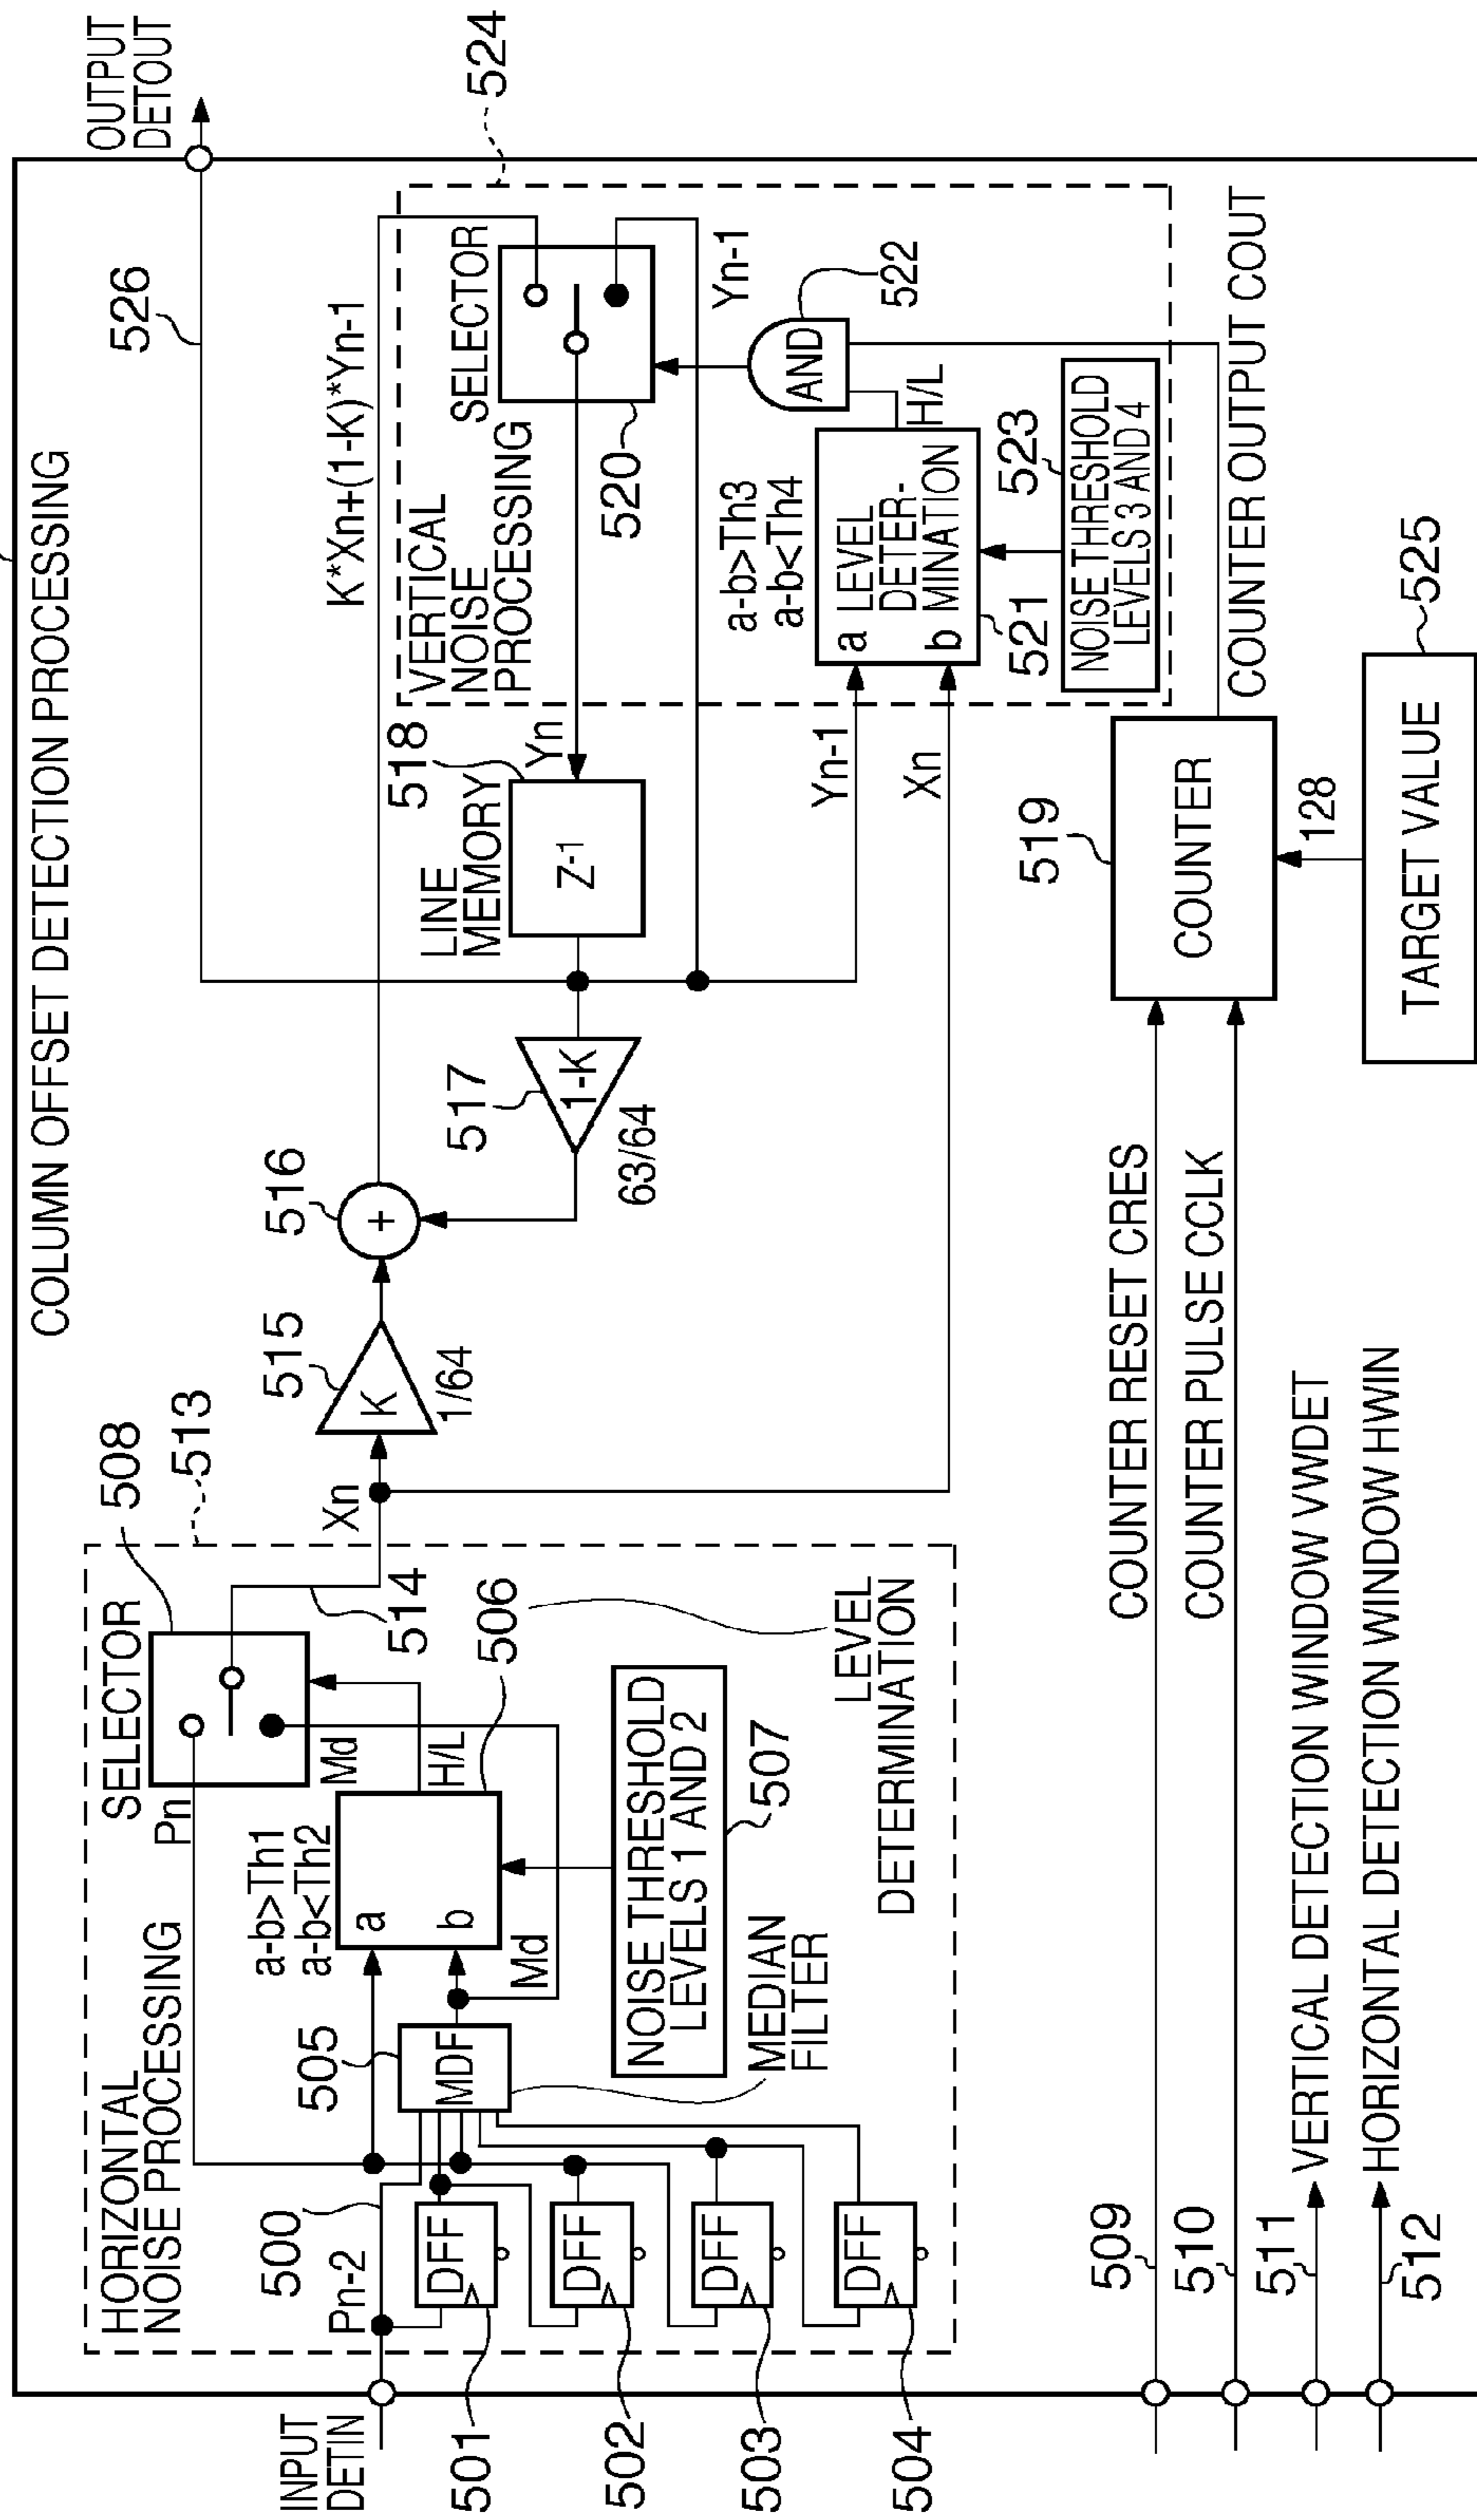 COLUMN OFFSET DETECTION PROCESSING
INPUT
DETIN
HORIZONTAL
NOISE PROCESSING
500
Pn-2
DFF
501
DFF
502
DFF
503
DFF
504
505
MDF
MEDIAN
FILTER
a-b>Th1
a-b<Th2
a
b
Md
Md
H/L
506
LEVEL
DETERMINATION
NOISE THRESHOLD
LEVELS 1 AND 2
507
SELECTOR
Pn
508
513
514
Xn
515
K
1/64
516
+
517
1-K
63/64
LINE
MEMORY
518
Z-1
Yn
K*Xn+(1-K)*Yn-1
526
OUTPUT
DETOUT
524
VERTICAL
NOISE
PROCESSING
SELECTOR
520
Yn-1
Yn-1
Xn
a-b>Th3
a-b<Th4
a
b
LEVEL
DETER-
MINATION
521
H/L
AND
522
523
NOISE THRESHOLD
LEVELS 3 AND 4
COUNTER OUTPUT COUT
519
COUNTER
128
525
TARGET VALUE
509
COUNTER RESET CRES
510
COUNTER PULSE CCLK
511
VERTICAL DETECTION WINDOW VWDET
512
HORIZONTAL DETECTION WINDOW HWIN